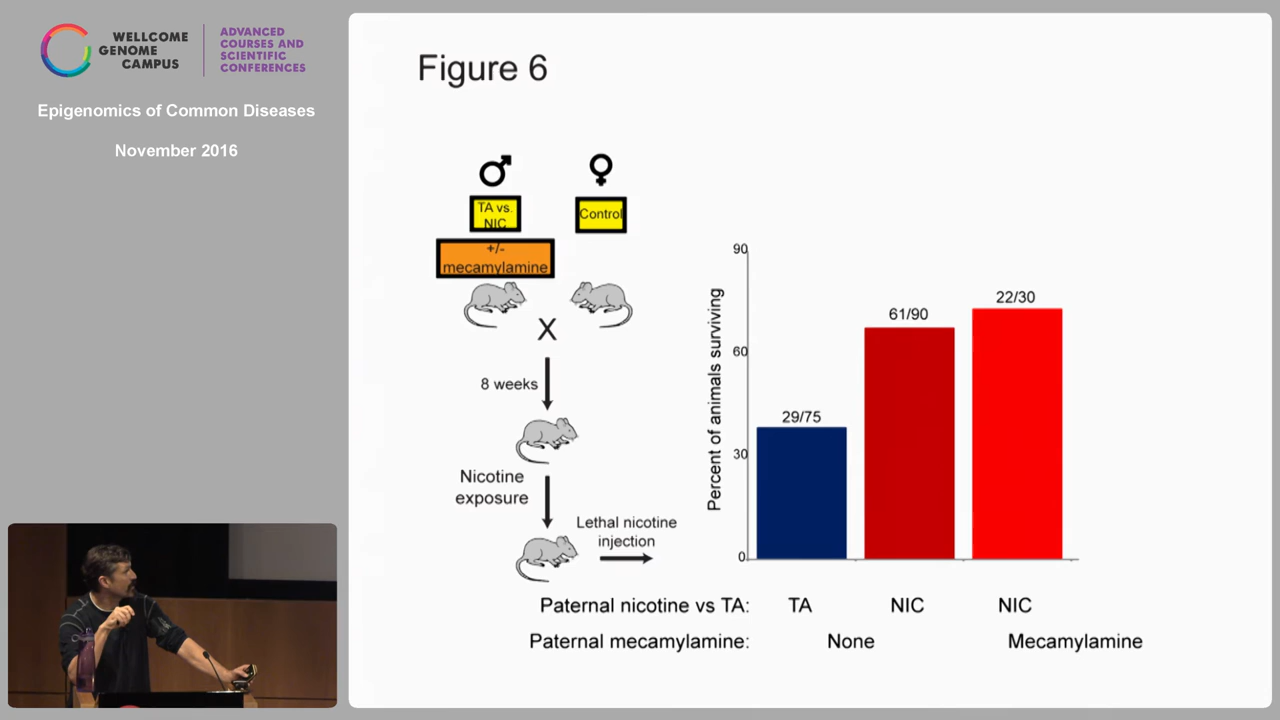 WELLCOME
GENOME
CAMPUS
ADVANCED
COURSES AND
SCIENTIFIC
CONFERENCES
Epigenomics of Common Diseases
November 2016
Figure 6
TA vs.
NIC
Control
+/-
mecamylamine
X
8 weeks
Nicotine
exposure
Lethal nicotine
injection
Percent of animals surviving
90
60
30
0
29/75
61/90
22/30
Paternal nicotine vs TA: TA NIC NIC
Paternal mecamylamine: None Mecamylamine